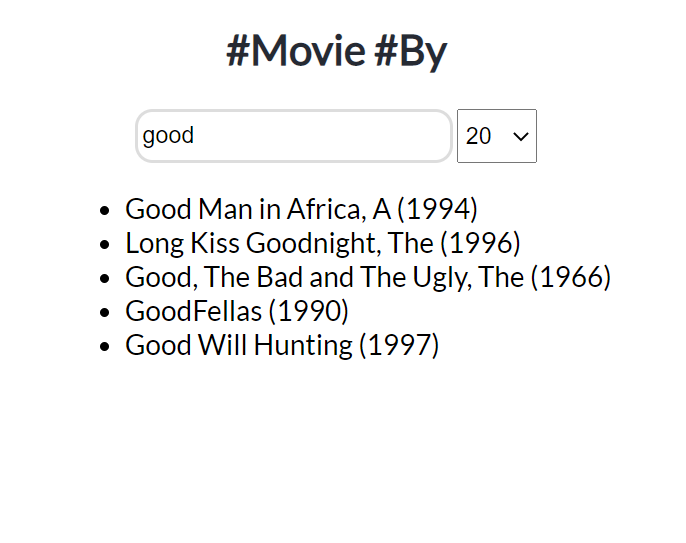 #Movie #By
good 20
Good Man in Africa, A (1994)
Long Kiss Goodnight, The (1996)
Good, The Bad and The Ugly, The (1966)
GoodFellas (1990)
Good Will Hunting (1997)